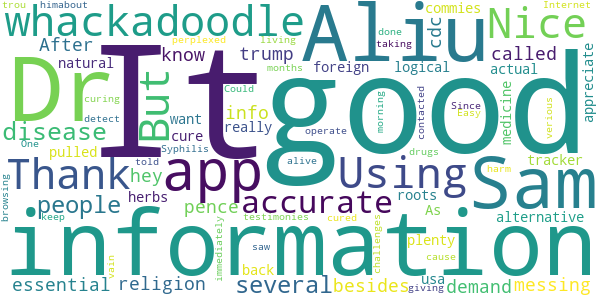 whackadoodle Aliu Nice commies
himabout trou Internet
After Dr It know perplexed living trump cdc taking done logical called
natural months foreign actual
curing Could want info medicine appreciate
disease But hey really good Since Easy verious
detect One pulled cure Syphilis operate morning contacted tracker
Thank told app alive Using drugs Sam harm
herbs roots
browsing people keep pence accurate As alternative
vain saw testimonies cured plenty
information immediately back challenges usa cause
essential religion several giving besides demand messing